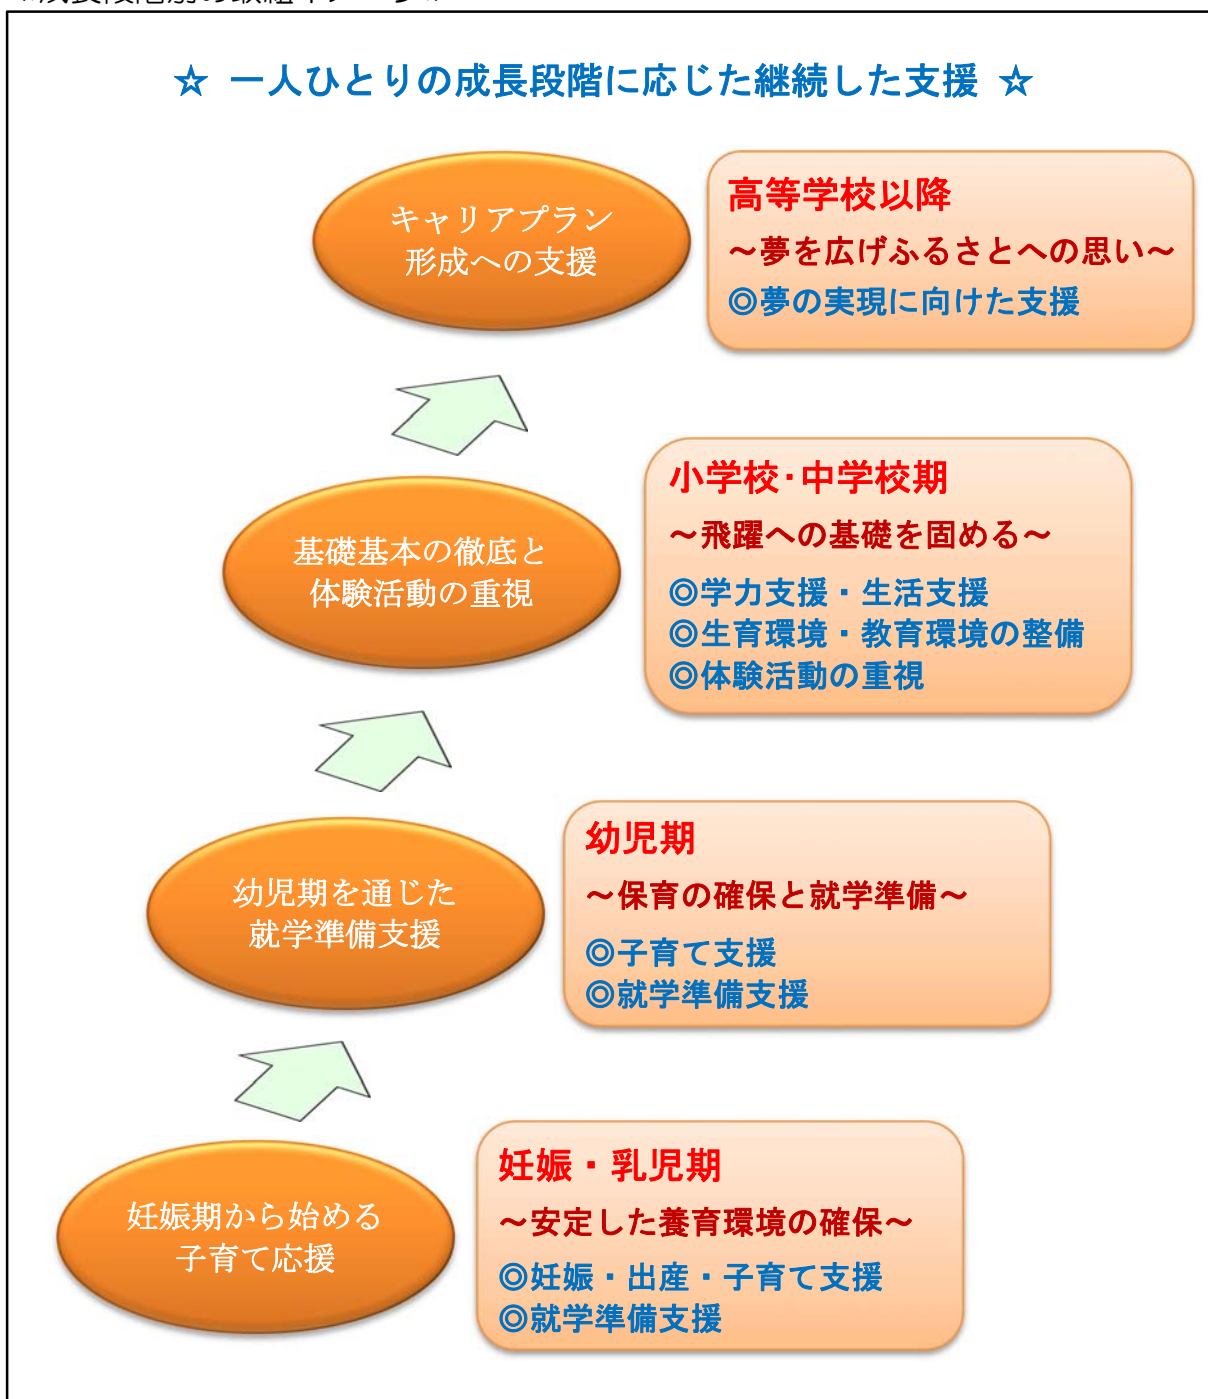 ☆ 一人ひとりの成長段階に応じた継続した支援 ☆
キャリアプラン
形成への支援
高等学校以降
～夢を広げふるさとへの思い～
◎夢の実現に向けた支援
基礎基本の徹底と
体験活動の重視
小学校・中学校期
～飛躍への基礎を固める～
◎学力支援・生活支援
◎生育環境・教育環境の整備
◎体験活動の重視
幼児期を通じた
就学準備支援
幼児期
～保育の確保と就学準備～
◎子育て支援
◎就学準備支援
妊娠期から始める
子育て応援
妊娠・乳児期
～安定した養育環境の確保～
◎妊娠・出産・子育て支援
◎就学準備支援